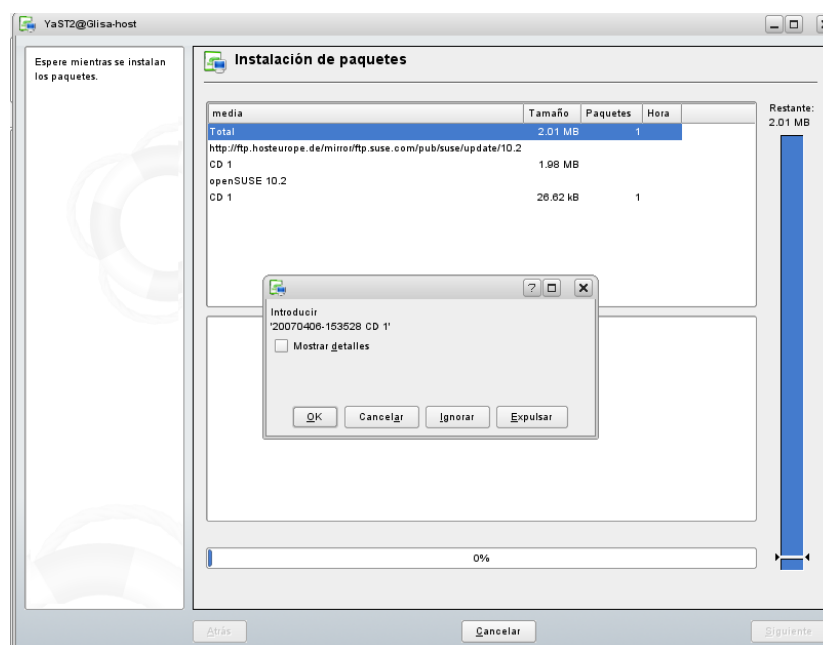 YaST2@Glisa-host
Espere mientras se instalan
los paquetes.
Instalación de paquetes
media Tamaño Paquetes Hora
Total 2.01 MB 1
http://ftp.hosteurope.de/mirror/ftp.suse.com/pub/suse/update/10.2
CD 1 1.98 MB
openSUSE 10.2
CD 1 26.62 kB 1
Restante:
2.01 MB
Introducir
'20070406-153528 CD 1'
Mostrar detalles
OK Cancelar Ignorar Expulsar
0%
Atrás Cancelar Siguiente